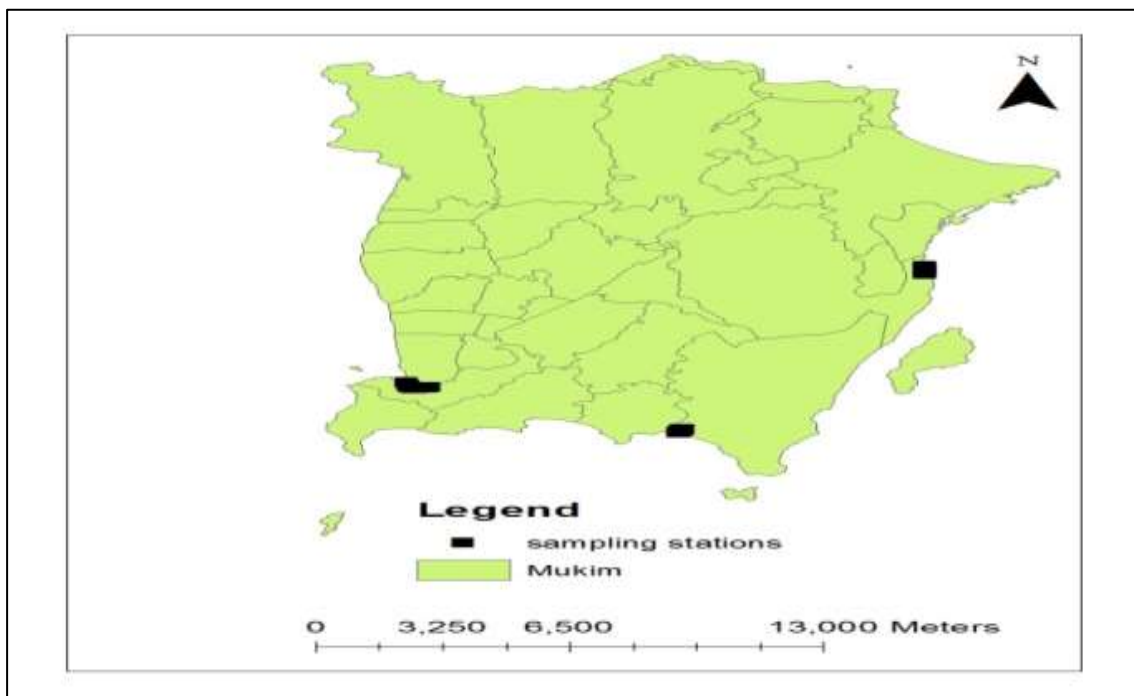 N
Legend
sampling stations
Mukim
0 3,250 6,500 13,000 Meters